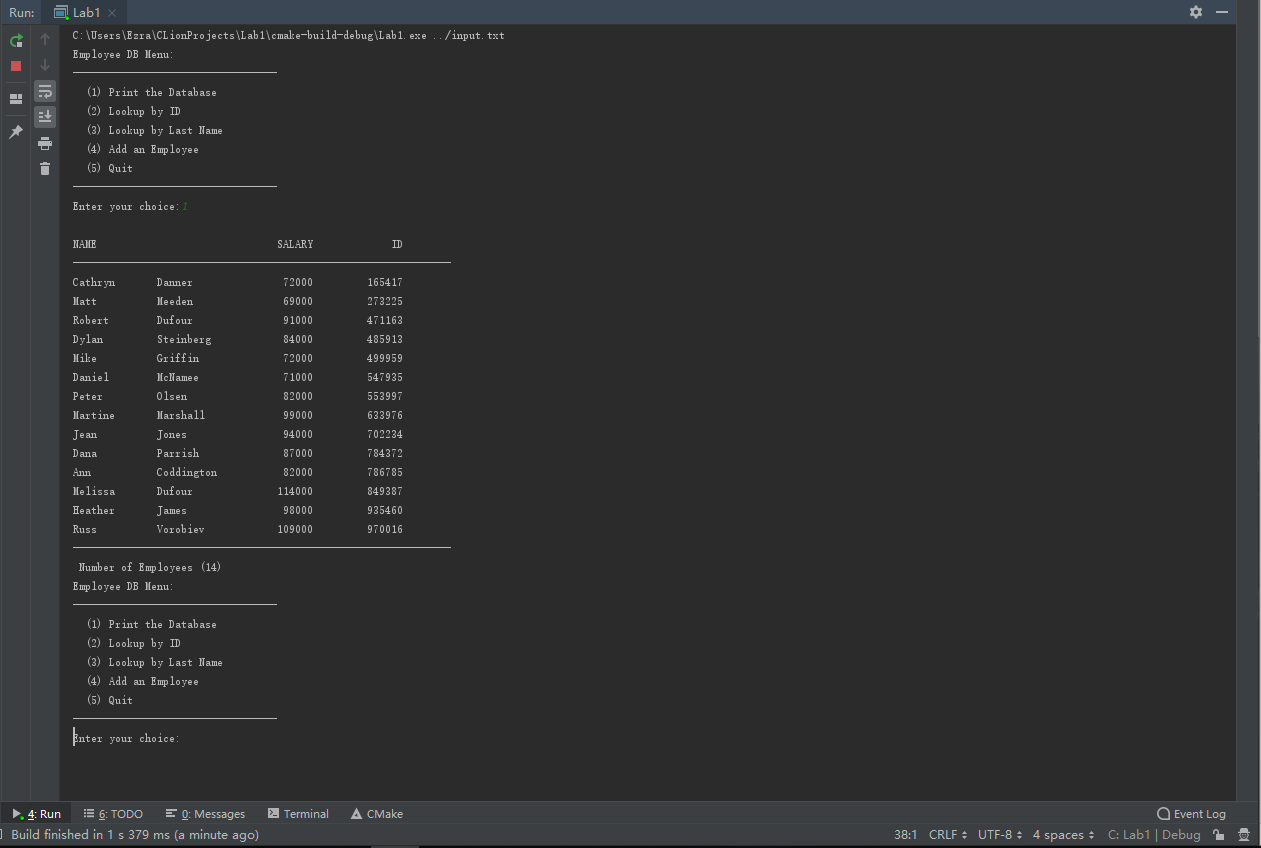 Run: Lab1
C:\Users\Ezra\CLionProjects\Lab1\cmake-build-debug\Lab1.exe ../input.txt
Employee DB Menu:
(1) Print the Database
(2) Lookup by ID
(3) Lookup by Last Name
(4) Add an Employee
(5) Quit
Enter your choice:1
NAME SALARY ID
Cathryn Danner 72000 165417
Matt Meeden 69000 273225
Robert Dufour 91000 471163
Dylan Steinberg 84000 485913
Mike Griffin 72000 499959
Daniel McNamee 71000 547935
Peter Olsen 82000 553997
Martine Marshall 99000 633976
Jean Jones 94000 702234
Dana Parrish 87000 784372
Ann Coddington 82000 786785
Melissa Dufour 114000 849387
Heather James 98000 935460
Russ Vorobiev 109000 970016
Number of Employees (14)
Employee DB Menu:
(1) Print the Database
(2) Lookup by ID
(3) Lookup by Last Name
(4) Add an Employee
(5) Quit
Enter your choice:
4: Run 6: TODO 0: Messages Terminal CMake Event Log
Build finished in 1 s 379 ms (a minute ago) 38:1 CRLF UTF-8 4 spaces C: Lab1 | Debug